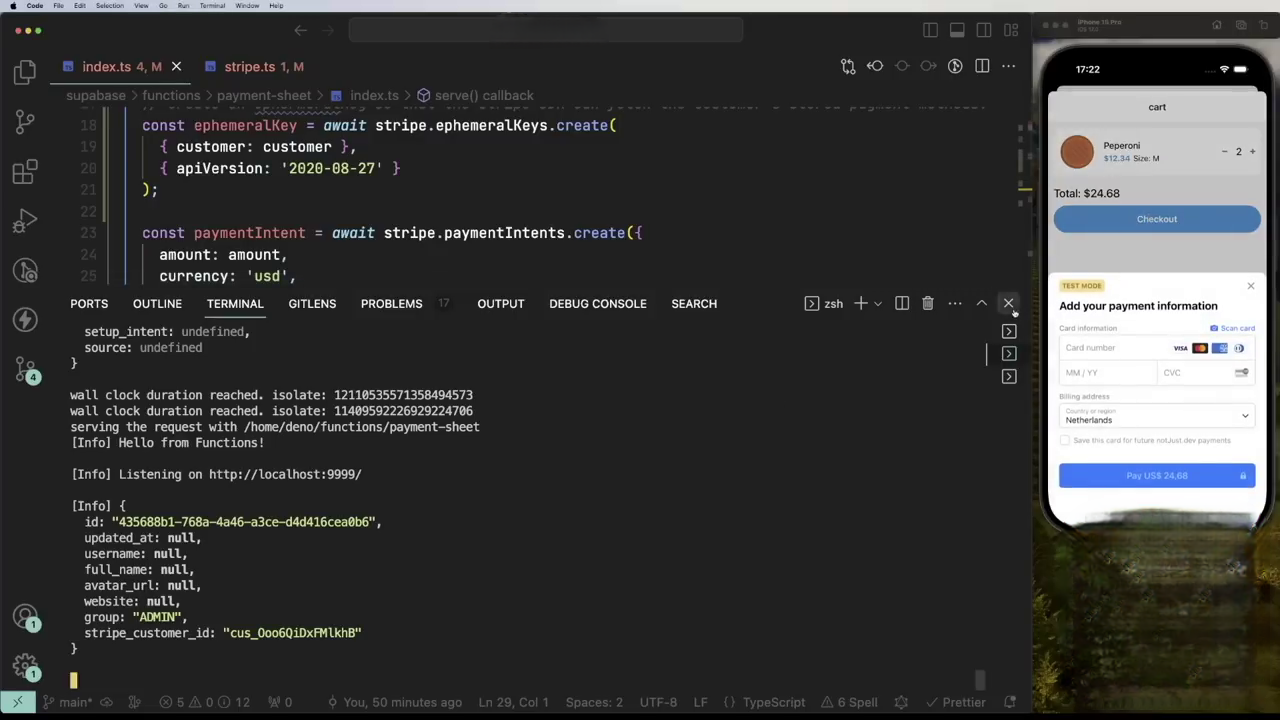 Code File Edit Selection View Go Run Terminal Window Help
index.ts 4, M
stripe.ts 1, M
supabase functions payment-sheet index.ts serve() callback
18 const ephemeralKey = await stripe.ephemeralKeys.create(
19 { customer: customer },
20 { apiVersion: '2020-08-27' }
21 );
22
23 const paymentIntent = await stripe.paymentIntents.create({
24 amount: amount,
25 currency: 'usd',
PORTS OUTLINE TERMINAL GITLENS PROBLEMS 17 OUTPUT DEBUG CONSOLE SEARCH zsh
setup_intent: undefined,
source: undefined
}
wall clock duration reached. isolate: 12110535571358494573
wall clock duration reached. isolate: 11409592226929224706
serving the request with /home/deno/functions/payment-sheet
[Info] Hello from Functions!
[Info] Listening on http://localhost:9999/
[Info] {
id: "435688b1-768a-4a46-a3ce-d4d416cea0b6",
updated_at: null,
username: null,
full_name: null,
avatar_url: null,
website: null,
group: "ADMIN",
stripe_customer_id: "cus_Ooo6QiDxFMlkhB"
}
4
1
1
main* 5 0 12 0 You, 50 minutes ago Ln 29, Col 1 Spaces: 2 UTF-8 LF {} TypeScript 6 Spell Prettier
iPhone 15 Pro
17:22
cart
Peperoni
$12.34 Size: M
- 2 +
Total: $24.68
Checkout
TEST MODE
Add your payment information
Card information Scan card
Card number VISA
MM / YY CVC
Billing address
Country or region
Netherlands
Save this card for future notJust.dev payments
Pay US$ 24,68